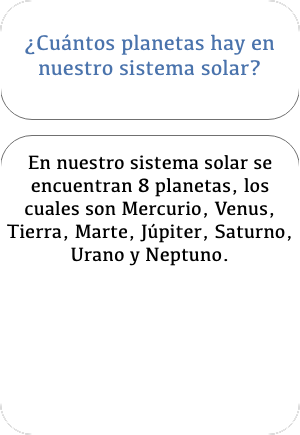 ¿Cuántos planetas hay en
nuestro sistema solar?
En nuestro sistema solar se
encuentran 8 planetas, los
cuales son Mercurio, Venus,
Tierra, Marte, Júpiter, Saturno,
Urano y Neptuno.